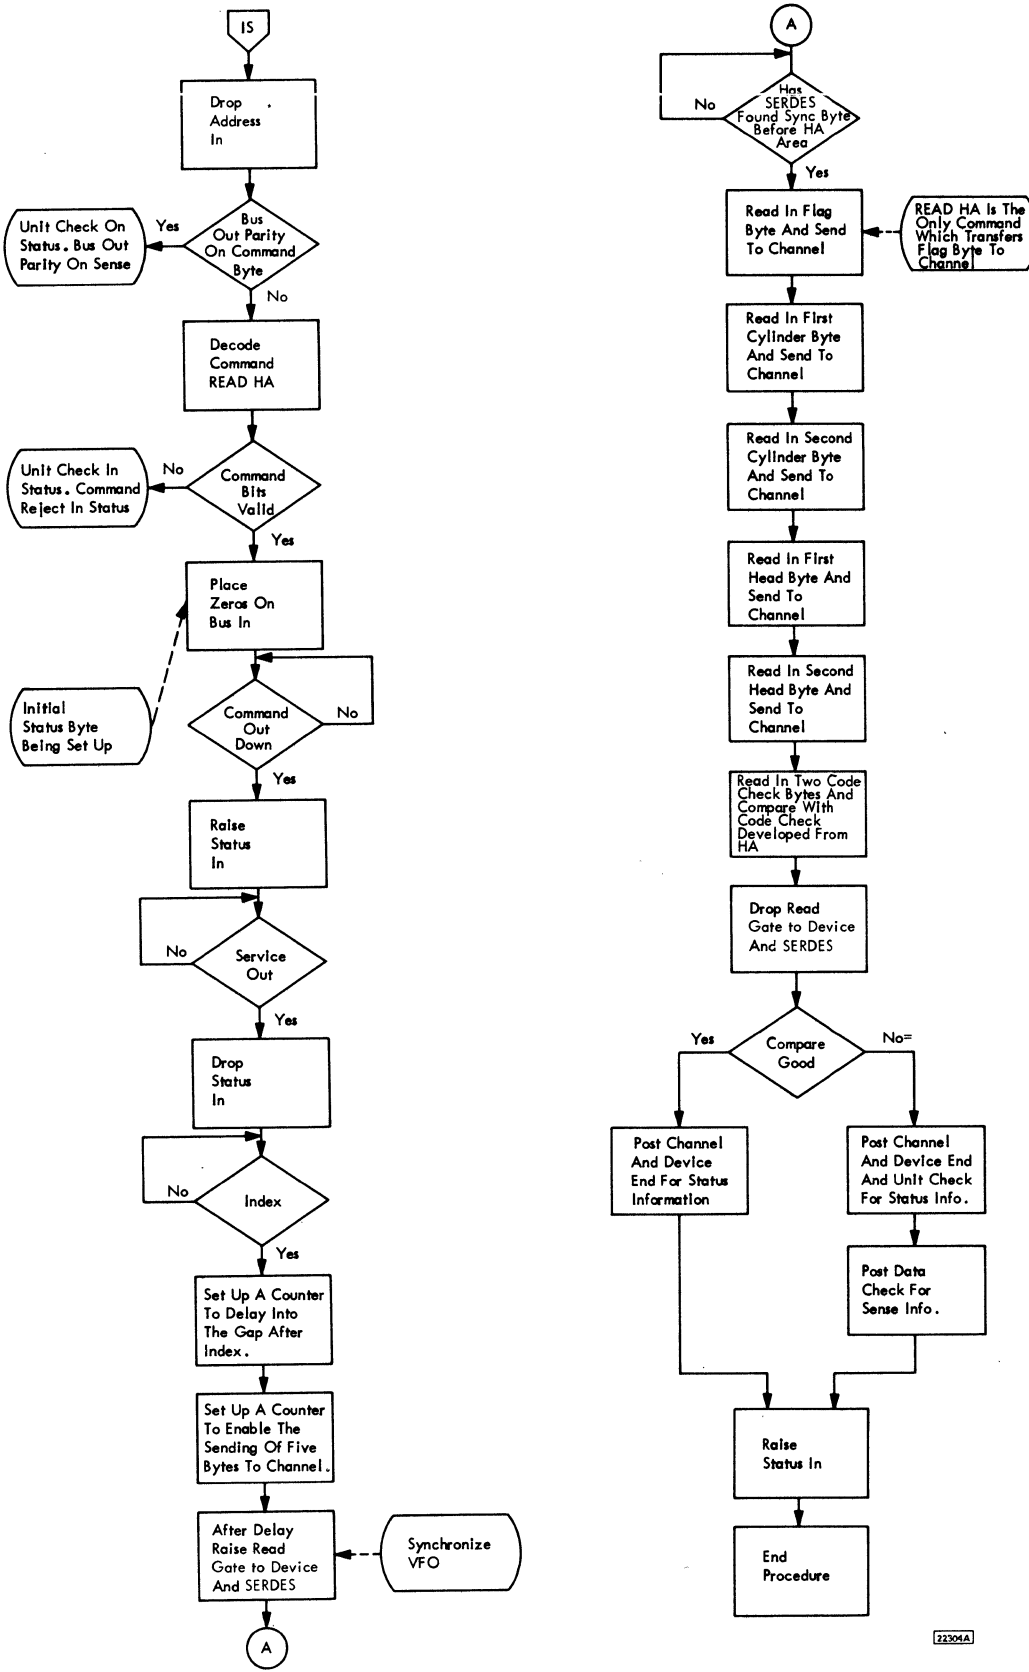 IS
Drop
Address
In
Bus
Out Parity
On Command
Byte
Yes
Unit Check On
Status. Bus Out
Parity On Sense
No
Decode
Command
READ HA
Command
Bits
Valid
No
Unit Check In
Status. Command
Reject In Status
Yes
Place
Zeros On
Bus In
Initial
Status Byte
Being Set Up
Command
Out
Down
No
Yes
Raise
Status
In
Service
Out
No
Yes
Drop
Status
In
Index
No
Yes
Set Up A Counter
To Delay Into
The Gap After
Index.
Set Up A Counter
To Enable The
Sending Of Five
Bytes To Channel.
After Delay
Raise Read
Gate to Device
And SERDES
Synchronize
VFO
A
A
Has
SERDES
Found Sync Byte
Before HA
Area
No
Yes
Read In Flag
Byte And Send
To Channel
READ HA Is The
Only Command
Which Transfers
Flag Byte To
Channel
Read In First
Cylinder Byte
And Send To
Channel
Read In Second
Cylinder Byte
And Send To
Channel
Read In First
Head Byte And
Send To
Channel
Read In Second
Head Byte And
Send To
Channel
Read In Two Code
Check Bytes And
Compare With
Code Check
Developed From
HA
Drop Read
Gate to Device
And SERDES
Compare
Good
Yes
No=
Post Channel
And Device
End For Status
Information
Post Channel
And Device End
And Unit Check
For Status Info.
Post Data
Check For
Sense Info.
Raise
Status In
End
Procedure
22304A